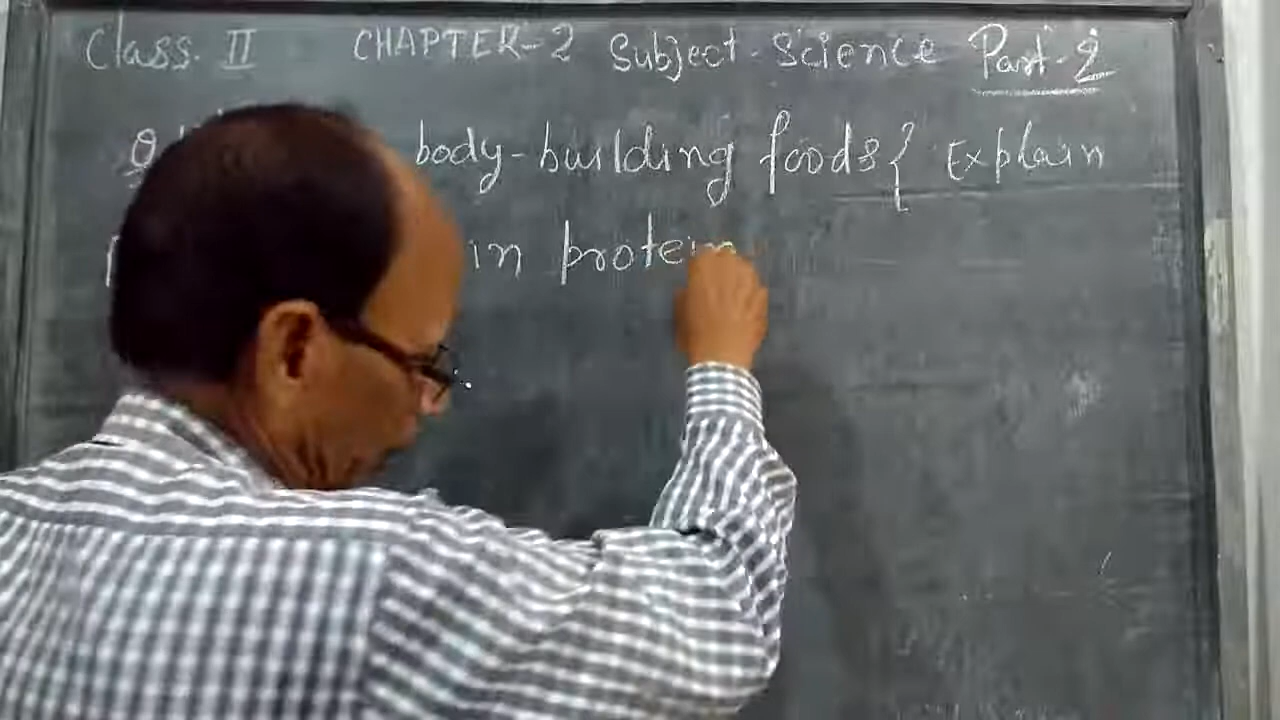 Class. II CHAPTER-2 Subject-Science Part-2
Q body-building foods{ Explain
in protein